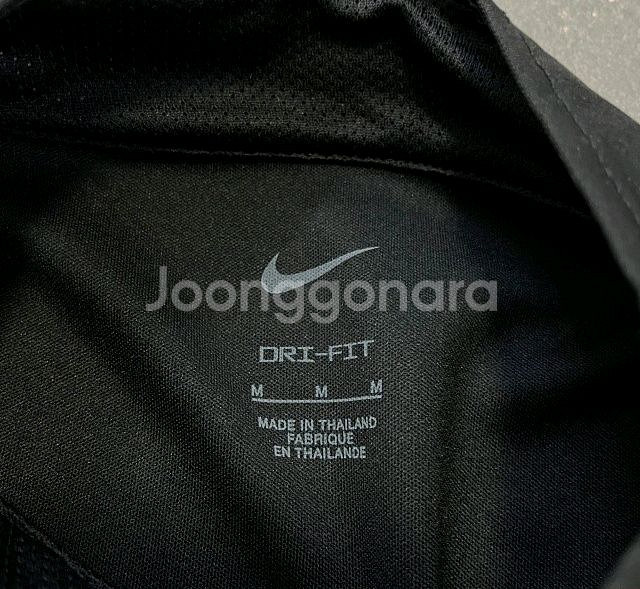 Joonggonara
DRI-FIT
M M M
MADE IN THAILAND
FABRIQUE
EN THAILANDE